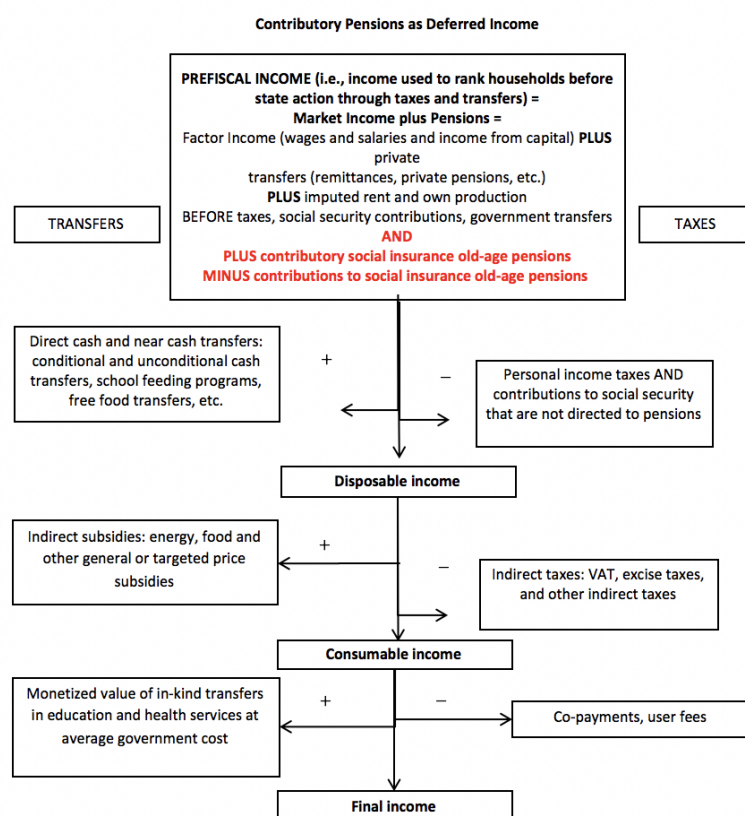 Contributory Pensions as Deferred Income
PREFISCAL INCOME (i.e., income used to rank households before
state action through taxes and transfers) =
Market Income plus Pensions =
Factor Income (wages and salaries and income from capital) PLUS
private
transfers (remittances, private pensions, etc.)
PLUS imputed rent and own production
BEFORE taxes, social security contributions, government transfers
AND
PLUS contributory social insurance old-age pensions
MINUS contributions to social insurance old-age pensions
TRANSFERS
TAXES
Direct cash and near cash transfers:
conditional and unconditional cash
transfers, school feeding programs,
free food transfers, etc.
+
−
Personal income taxes AND
contributions to social security
that are not directed to pensions
Disposable income
Indirect subsidies: energy, food and
other general or targeted price
subsidies
+
−
Indirect taxes: VAT, excise taxes,
and other indirect taxes
Consumable income
Monetized value of in-kind transfers
in education and health services at
average government cost
+
−
Co-payments, user fees
Final income